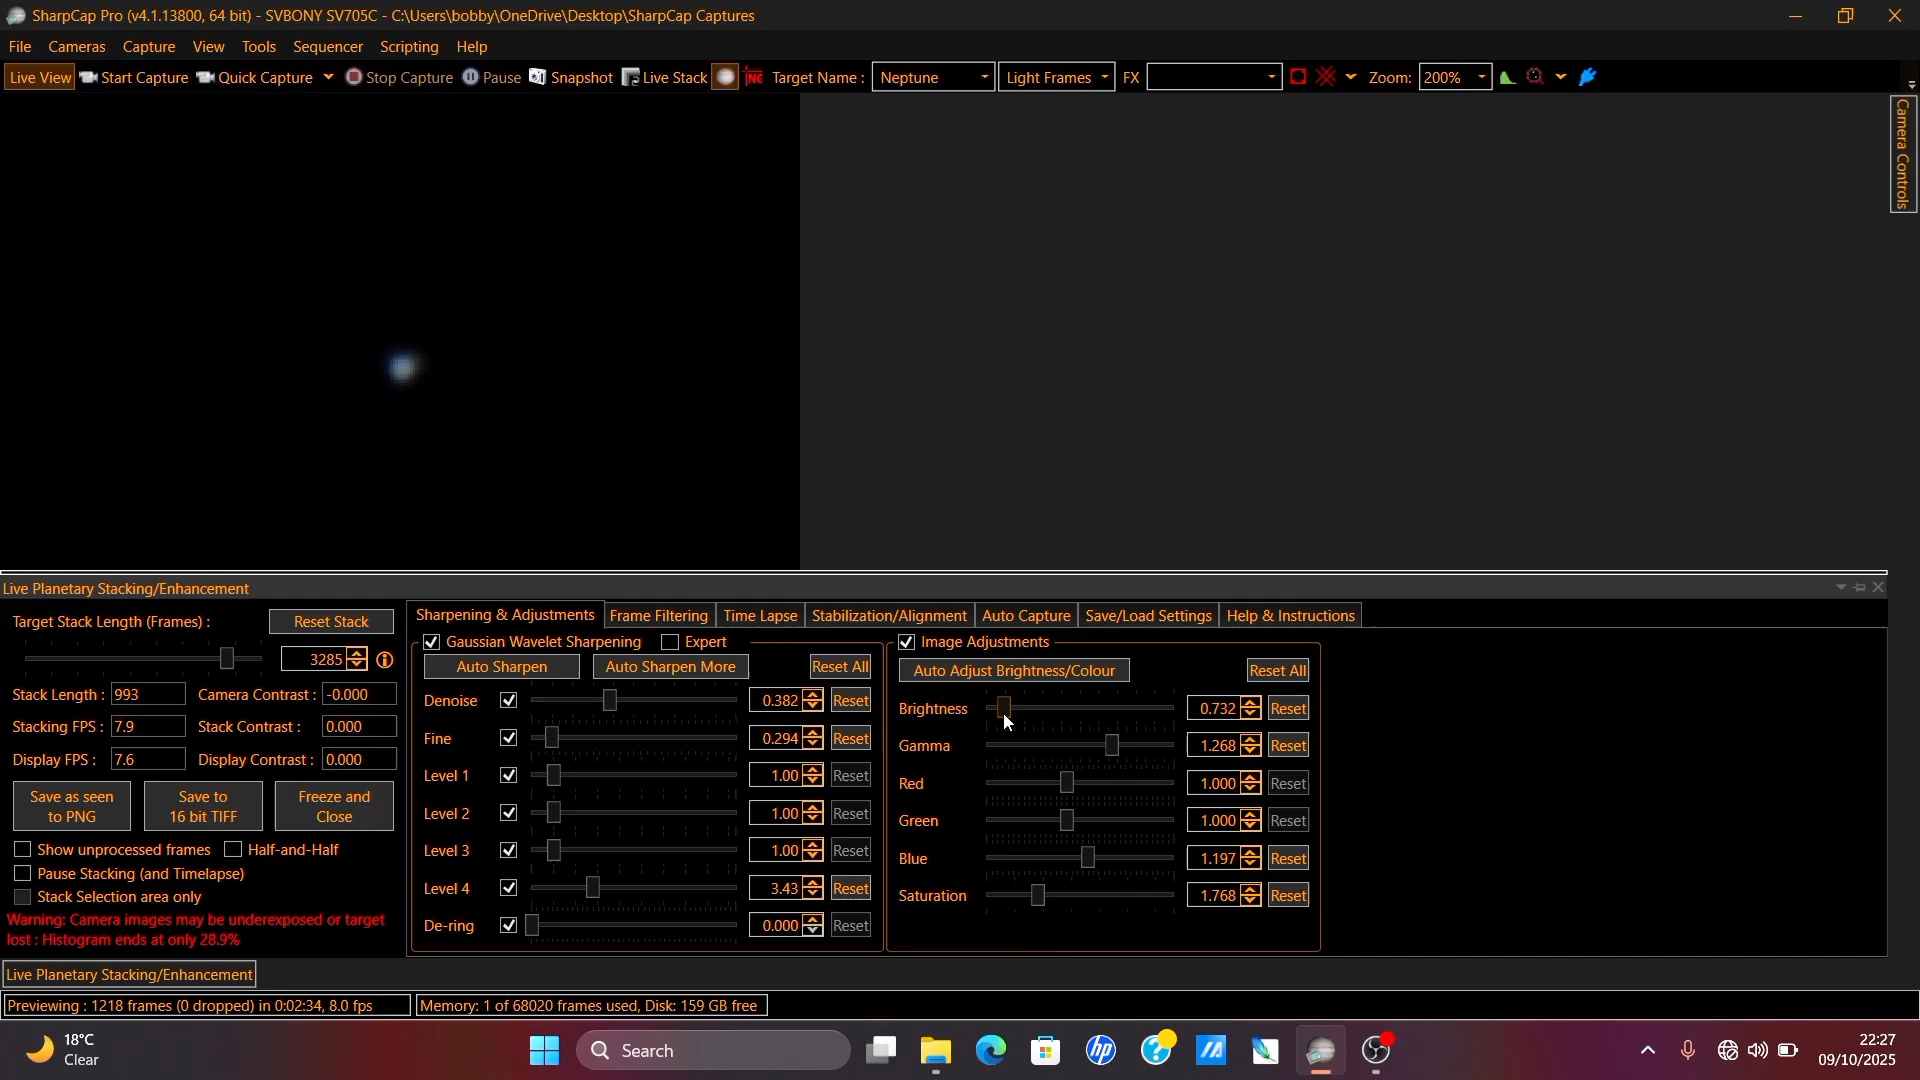 SharpCap Pro (v4.1.13800, 64 bit) - SVBONY SV705C - C:\Users\bobby\OneDrive\Desktop\SharpCap Captures
File Cameras Capture View Tools Sequencer Scripting Help
Live View Start Capture Quick Capture Stop Capture Pause Snapshot Live Stack Target Name : Neptune Light Frames FX Zoom: 200%
Camera Controls
Live Planetary Stacking/Enhancement
Target Stack Length (Frames) : Reset Stack
3285
Stack Length : 993 Camera Contrast : -0.000
Stacking FPS : 7.9 Stack Contrast : 0.000
Display FPS : 7.6 Display Contrast : 0.000
Save as seen to PNG
Save to 16 bit TIFF
Freeze and Close
Show unprocessed frames Half-and-Half
Pause Stacking (and Timelapse)
Stack Selection area only
Warning: Camera images may be underexposed or target
lost : Histogram ends at only 28.9%
Sharpening & Adjustments Frame Filtering Time Lapse Stabilization/Alignment Auto Capture Save/Load Settings Help & Instructions
Gaussian Wavelet Sharpening Expert
Auto Sharpen Auto Sharpen More Reset All
Denoise 0.382 Reset
Fine 0.294 Reset
Level 1 1.00 Reset
Level 2 1.00 Reset
Level 3 1.00 Reset
Level 4 3.43 Reset
De-ring 0.000 Reset
Image Adjustments
Auto Adjust Brightness/Colour Reset All
Brightness 0.732 Reset
Gamma 1.268 Reset
Red 1.000 Reset
Green 1.000 Reset
Blue 1.197 Reset
Saturation 1.768 Reset
Live Planetary Stacking/Enhancement
Previewing : 1218 frames (0 dropped) in 0:02:34, 8.0 fps Memory: 1 of 68020 frames used, Disk: 159 GB free
18°C
Clear
Search
22:27
09/10/2025